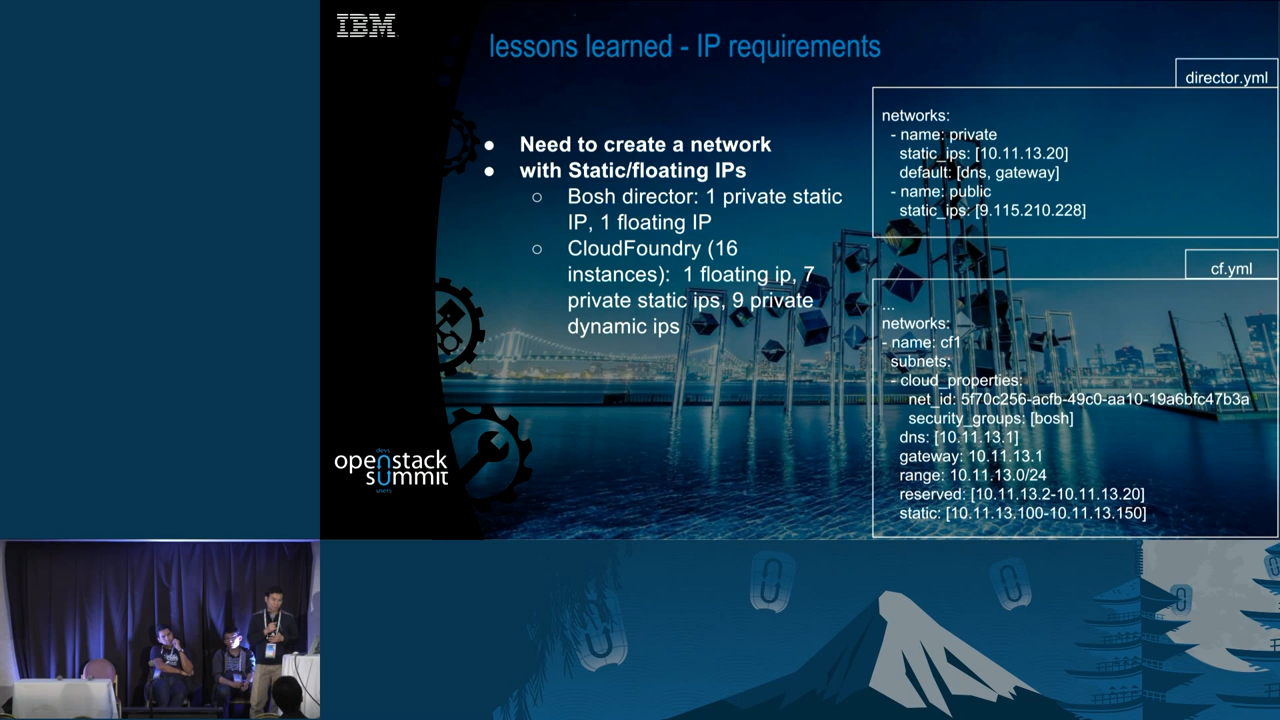 IBM
lessons learned - IP requirements
● Need to create a network
● with Static/floating IPs
○ Bosh director: 1 private static
IP, 1 floating IP
○ CloudFoundry (16
instances): 1 floating ip, 7
private static ips, 9 private
dynamic ips
director.yml
networks:
- name: private
static_ips: [10.11.13.20]
default: [dns, gateway]
- name: public
static_ips: [9.115.210.228]
cf.yml
...
networks:
- name: cf1
subnets:
- cloud_properties:
net_id: 5f70c256-acfb-49c0-aa10-19a6bfc47b3a
security_groups: [bosh]
dns: [10.11.13.1]
gateway: 10.11.13.1
range: 10.11.13.0/24
reserved: [10.11.13.2-10.11.13.20]
static: [10.11.13.100-10.11.13.150]
devs
openstack
summit
users